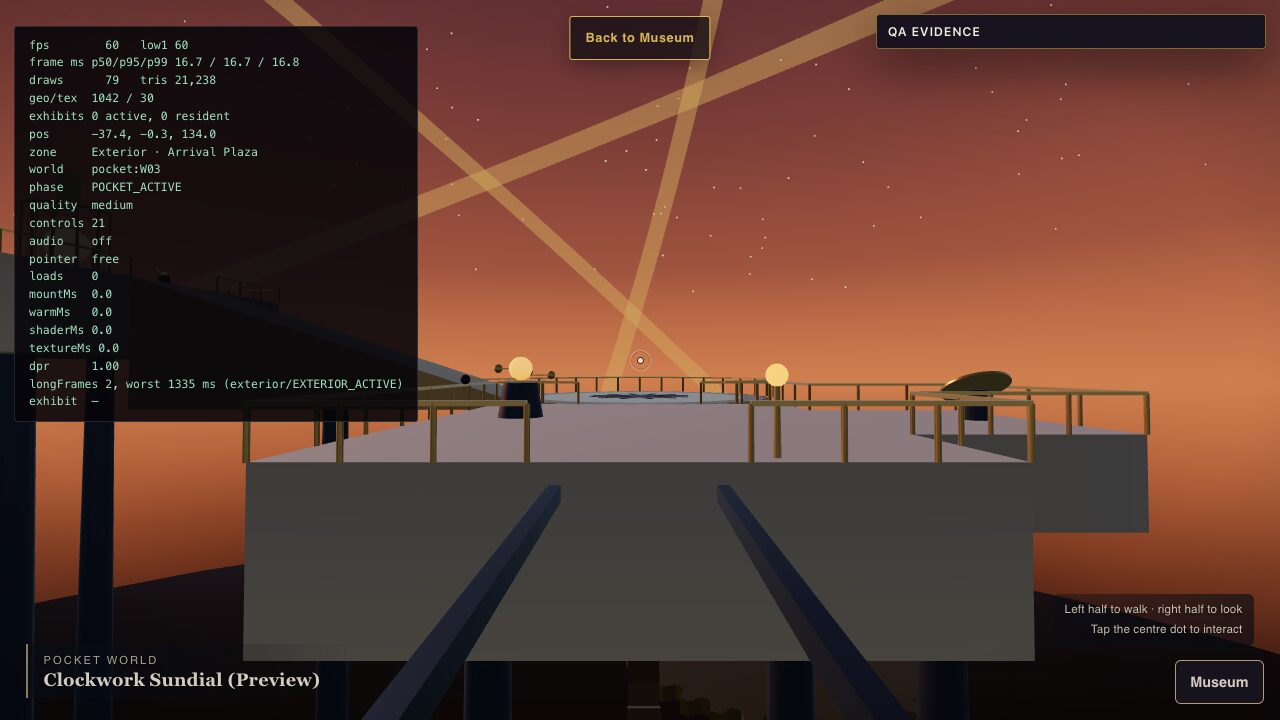 fps 60 low1 60
frame ms p50/p95/p99 16.7 / 16.7 / 16.8
draws 79 tris 21,238
geo/tex 1042 / 30
exhibits 0 active, 0 resident
pos −37.4, −0.3, 134.0
zone Exterior · Arrival Plaza
world pocket:W03
phase POCKET_ACTIVE
quality medium
controls 21
audio off
pointer free
loads 0
mountMs 0.0
warmMs 0.0
shaderMs 0.0
textureMs 0.0
dpr 1.00
longFrames 2, worst 1335 ms (exterior/EXTERIOR_ACTIVE)
exhibit —
Back to Museum
QA EVIDENCE
Left half to walk · right half to look
Tap the centre dot to interact
POCKET WORLD
Clockwork Sundial (Preview)
Museum